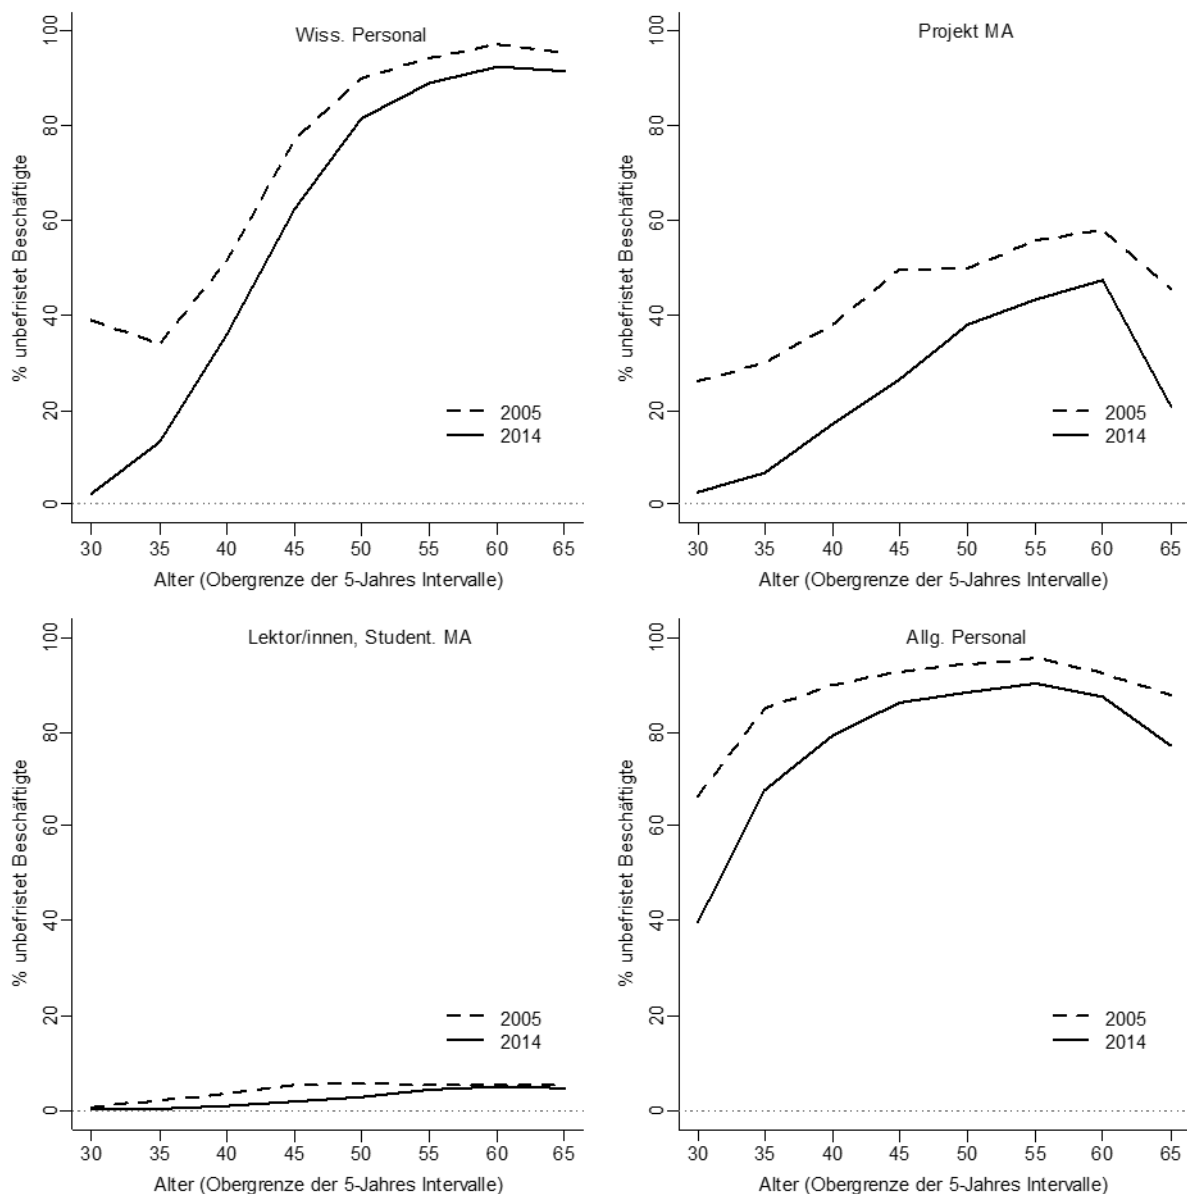 Wiss. Personal
% unbefristet Beschäftigte
100
80
60
40
20
0
2005
2014
30 35 40 45 50 55 60 65
Alter (Obergrenze der 5-Jahres Intervalle)
Projekt MA
% unbefristet Beschäftigte
100
80
60
40
20
0
2005
2014
30 35 40 45 50 55 60 65
Alter (Obergrenze der 5-Jahres Intervalle)
Lektor/innen, Student. MA
% unbefristet Beschäftigte
100
80
60
40
20
0
2005
2014
30 35 40 45 50 55 60 65
Alter (Obergrenze der 5-Jahres Intervalle)
Allg. Personal
% unbefristet Beschäftigte
100
80
60
40
20
0
2005
2014
30 35 40 45 50 55 60 65
Alter (Obergrenze der 5-Jahres Intervalle)